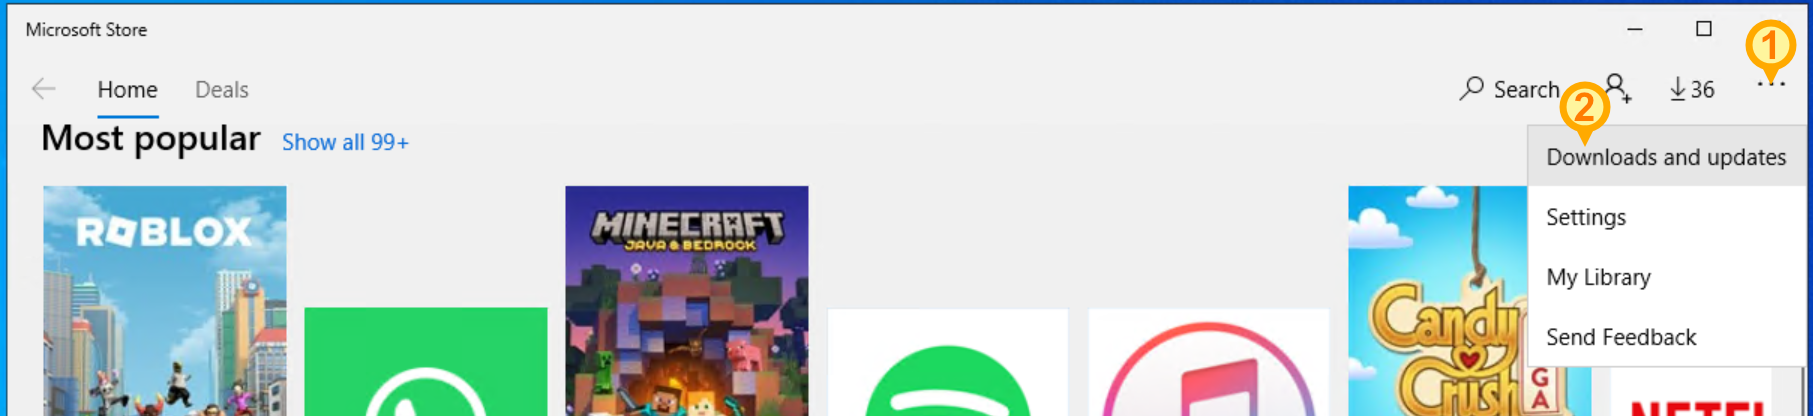 Microsoft Store
1
Home Deals Search 36 ...
2
Most popular Show all 99+
Downloads and updates
Settings
My Library
Send Feedback
ROBLOX
MINECRAFT
JAVA & BEDROCK
Candy
Crush
GA